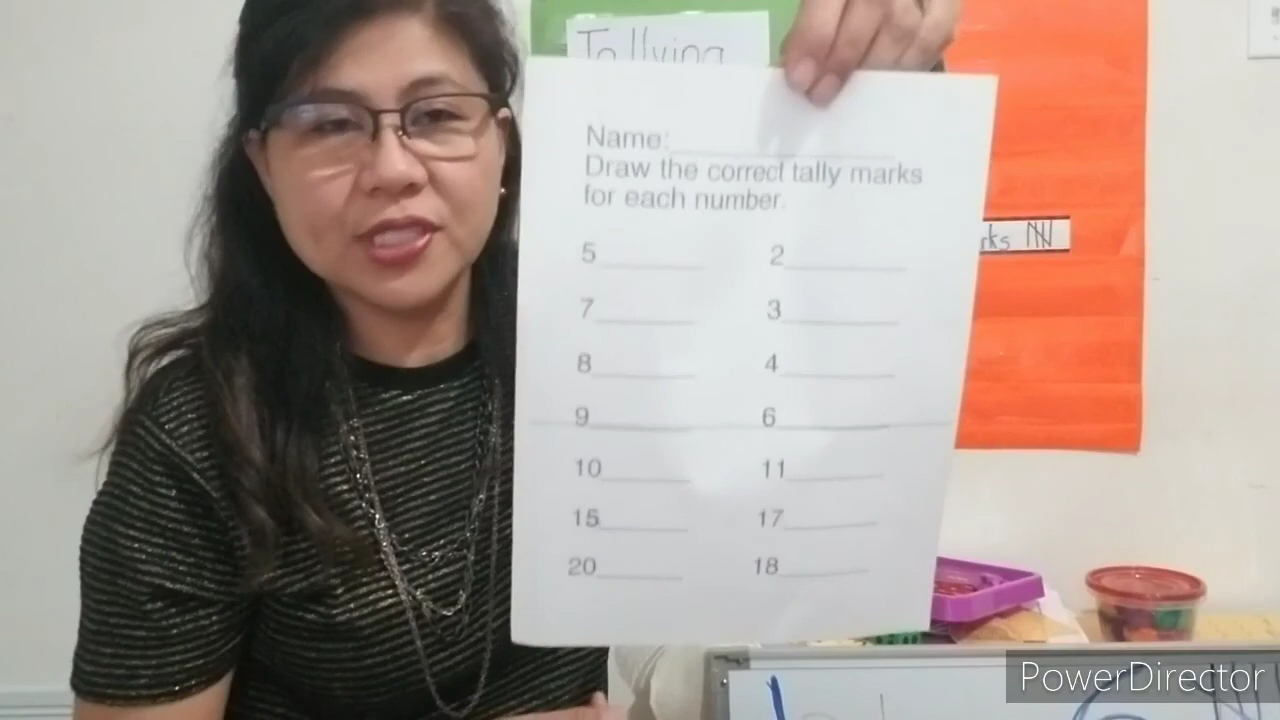 Tallying
Name:
Draw the correct tally marks
for each number.
5 2
7 3
8 4
9 6
10 11
15 17
20 18
rks
PowerDirector